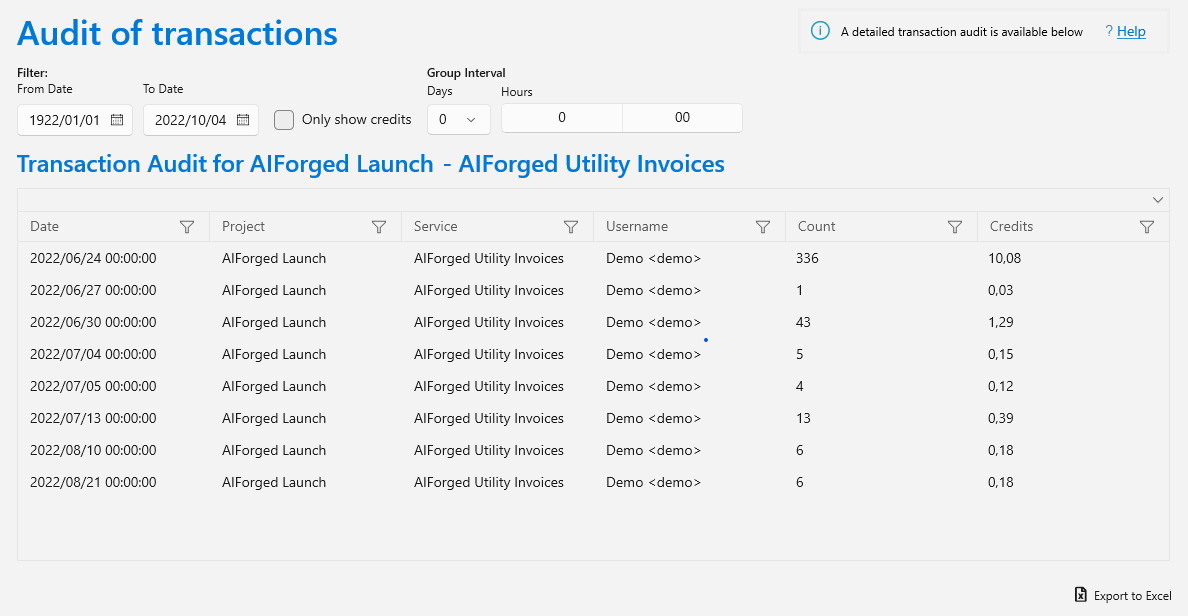 Audit of transactions
A detailed transaction audit is available below ? Help
Filter:
From Date To Date
1922/01/01 2022/10/04 Only show credits
Group Interval
Days Hours
0 0 00
Transaction Audit for AIForged Launch - AIForged Utility Invoices
Date Project Service Username Count Credits
2022/06/24 00:00:00 AIForged Launch AIForged Utility Invoices Demo <demo> 336 10,08
2022/06/27 00:00:00 AIForged Launch AIForged Utility Invoices Demo <demo> 1 0,03
2022/06/30 00:00:00 AIForged Launch AIForged Utility Invoices Demo <demo> 43 1,29
2022/07/04 00:00:00 AIForged Launch AIForged Utility Invoices Demo <demo> 5 0,15
2022/07/05 00:00:00 AIForged Launch AIForged Utility Invoices Demo <demo> 4 0,12
2022/07/13 00:00:00 AIForged Launch AIForged Utility Invoices Demo <demo> 13 0,39
2022/08/10 00:00:00 AIForged Launch AIForged Utility Invoices Demo <demo> 6 0,18
2022/08/21 00:00:00 AIForged Launch AIForged Utility Invoices Demo <demo> 6 0,18
Export to Excel